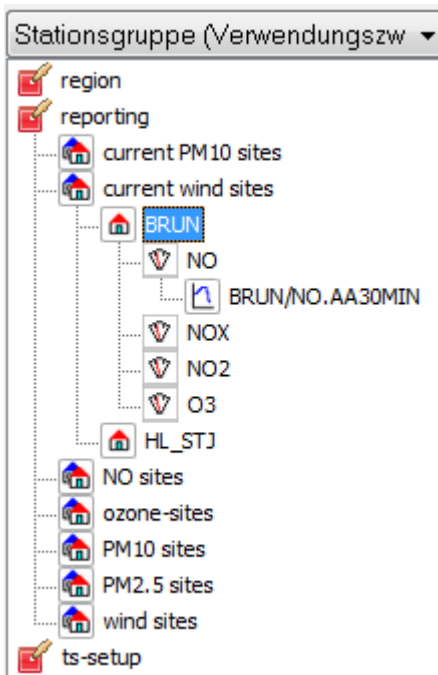 Stationsgruppe (Verwendungszw
region
reporting
current PM10 sites
current wind sites
BRUN
NO
BRUN/NO.AA30MIN
NOX
NO2
O3
HL_STJ
NO sites
ozone-sites
PM10 sites
PM2.5 sites
wind sites
ts-setup